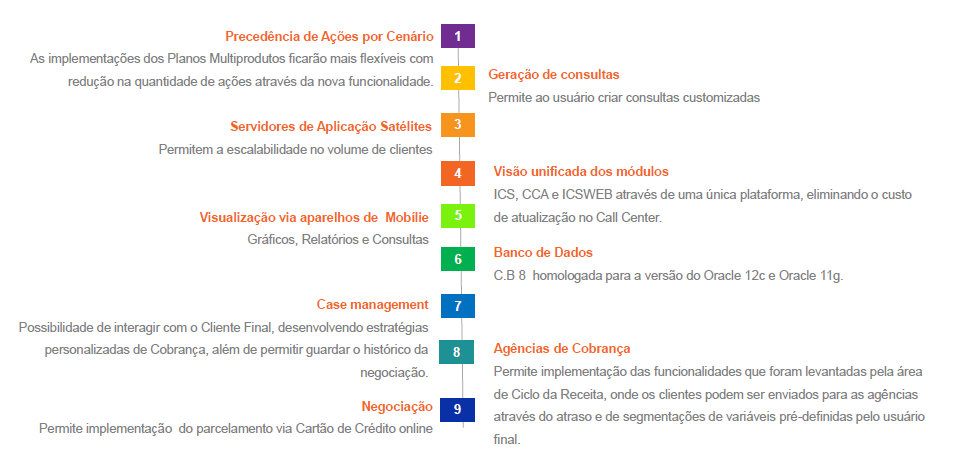 Precedência de Ações por Cenário
1
As implementações dos Planos Multiprodutos ficarão mais flexíveis com
redução na quantidade de ações através da nova funcionalidade.
2
Geração de consultas
Permite ao usuário criar consultas customizadas
Servidores de Aplicação Satélites
3
Permitem a escalabilidade no volume de clientes
4
Visão unificada dos módulos
ICS, CCA e ICSWEB através de uma única plataforma, eliminando o custo
de atualização no Call Center.
Visualização via aparelhos de  Mobílie
5
Gráficos, Relatórios e Consultas
6
Banco de Dados
C.B 8  homologada para a versão do Oracle 12c e Oracle 11g.
Case management
7
Possibilidade de interagir com o Cliente Final, desenvolvendo estratégias
personalizadas de Cobrança, além de permitir guardar o histórico da
negociação.
8
Agências de Cobrança
Permite implementação das funcionalidades que foram levantadas pela área
de Ciclo da Receita, onde os clientes podem ser enviados para as agências
através do atraso e de segmentações de variáveis pré-definidas pelo usuário
final.
Negociação
9
Permite implementação  do parcelamento via Cartão de Crédito online